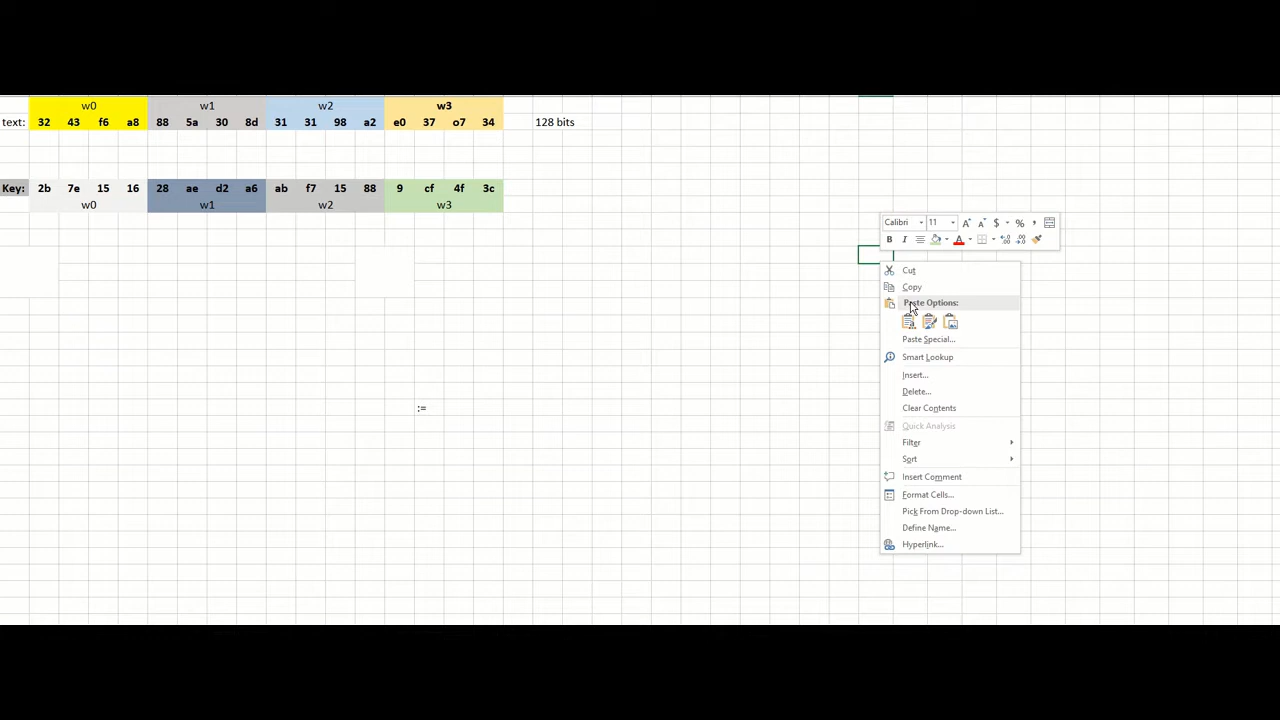 w0 w1 w2 w3
text: 32 43 f6 a8 88 5a 30 8d 31 31 98 a2 e0 37 o7 34 128 bits
Key: 2b 7e 15 16 28 ae d2 a6 ab f7 15 88 9 cf 4f 3c
w0 w1 w2 w3
Calibri 11 A A $ % ,
B I A
Cut
Copy
Paste Options:
Paste Special...
Smart Lookup
Insert...
Delete...
Clear Contents
:=
Quick Analysis
Filter
Sort
Insert Comment
Format Cells...
Pick From Drop-down List...
Define Name...
Hyperlink...